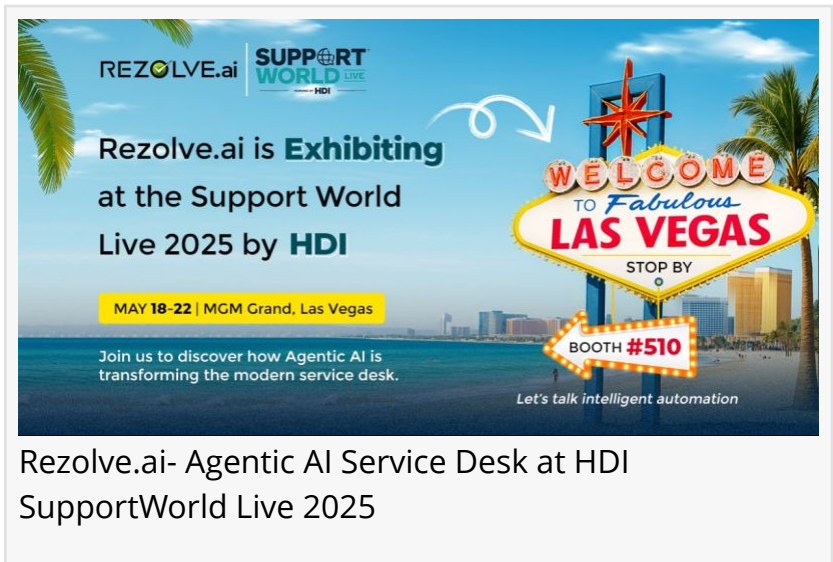 REZOLVE.ai
SUPPORT
WORLD LIVE
POWERED BY HDI
Rezolve.ai is Exhibiting
at the Support World
Live 2025 by HDI
MAY 18-22 | MGM Grand, Las Vegas
Join us to discover how Agentic AI is
transforming the modern service desk.
WELCOME
TO Fabulous
LAS VEGAS
STOP BY
BOOTH #510
Let's talk intelligent automation
Rezolve.ai- Agentic AI Service Desk at HDI
SupportWorld Live 2025